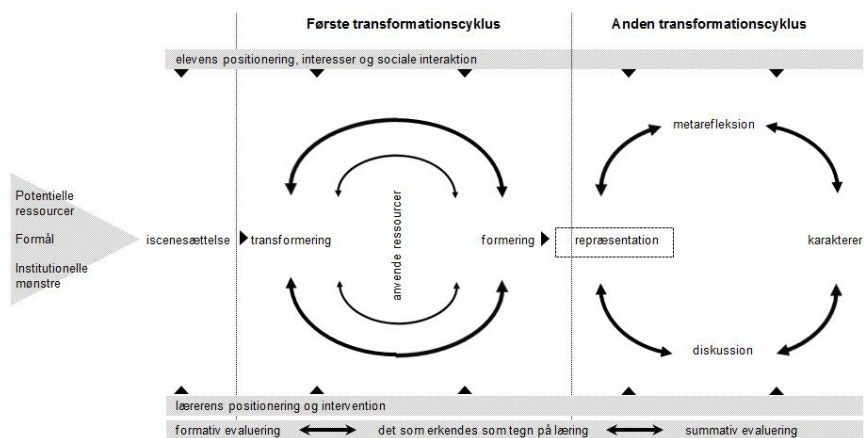 Første transformationscyklus
Anden transformationscyklus
elevens positionering, interesser og sociale interaktion
metarefleksion
Potentielle
ressourcer
Formål
Institutionelle
mønstre
iscenesættelse
transformering
anvende ressourcer
formering
repræsentation
karakterer
diskussion
lærerens positionering og intervention
formativ evaluering
det som erkendes som tegn på læring
summativ evaluering